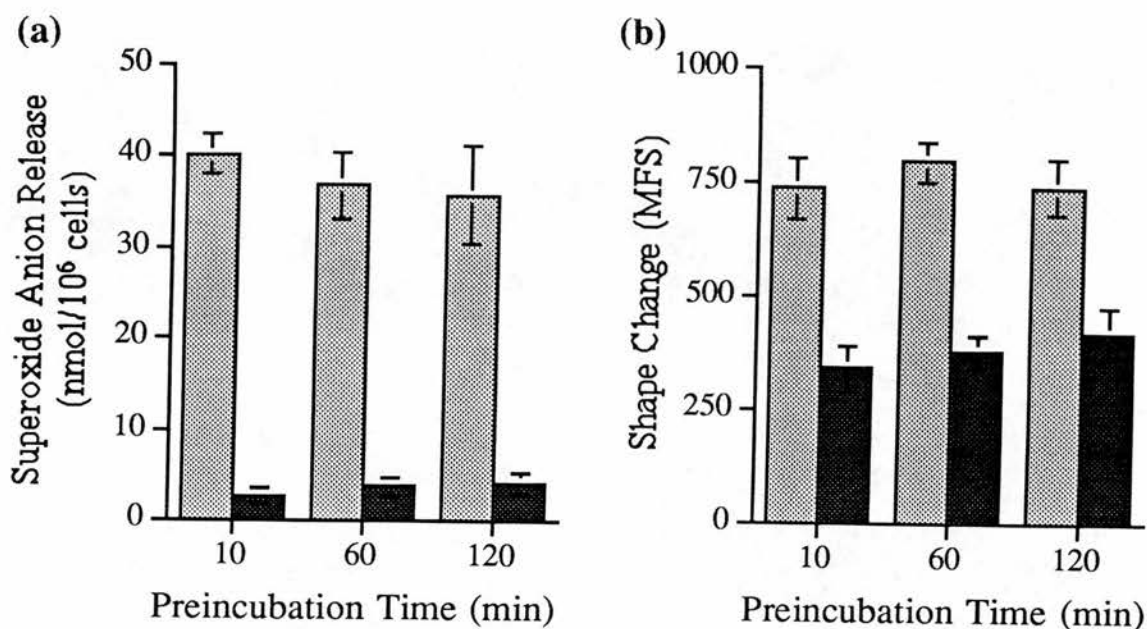 (a)
Superoxide Anion Release
(nmol/10⁶ cells)
50
40
30
20
10
0
10
60
120
Preincubation Time (min)
(b)
Shape Change (MFS)
1000
750
500
250
0
10
60
120
Preincubation Time (min)